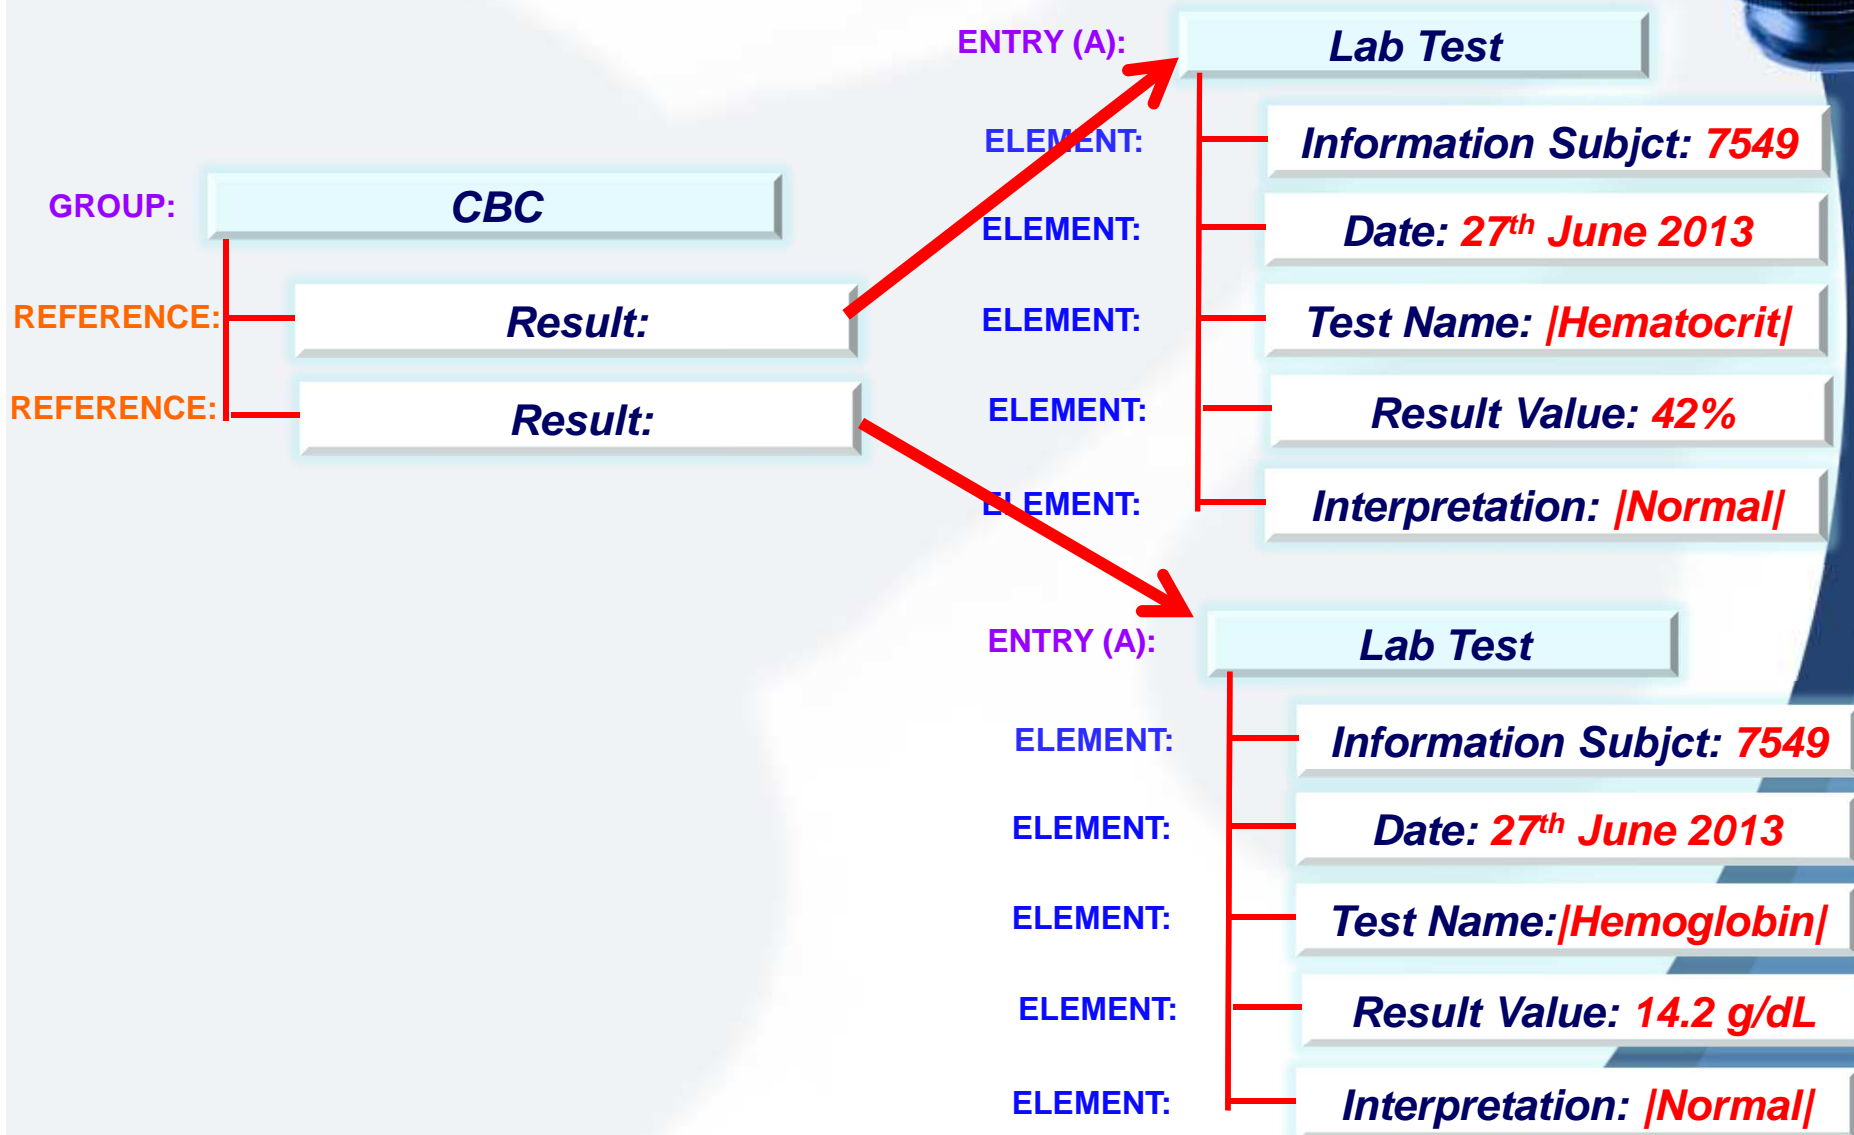 GROUP: CBC
REFERENCE: Result:
REFERENCE: Result:
ENTRY (A): Lab Test
ELEMENT: Information Subjct: 7549
ELEMENT: Date: 27th June 2013
ELEMENT: Test Name: |Hematocrit|
ELEMENT: Result Value: 42%
ELEMENT: Interpretation: |Normal|
ENTRY (A): Lab Test
ELEMENT: Information Subjct: 7549
ELEMENT: Date: 27th June 2013
ELEMENT: Test Name:|Hemoglobin|
ELEMENT: Result Value: 14.2 g/dL
ELEMENT: Interpretation: |Normal|